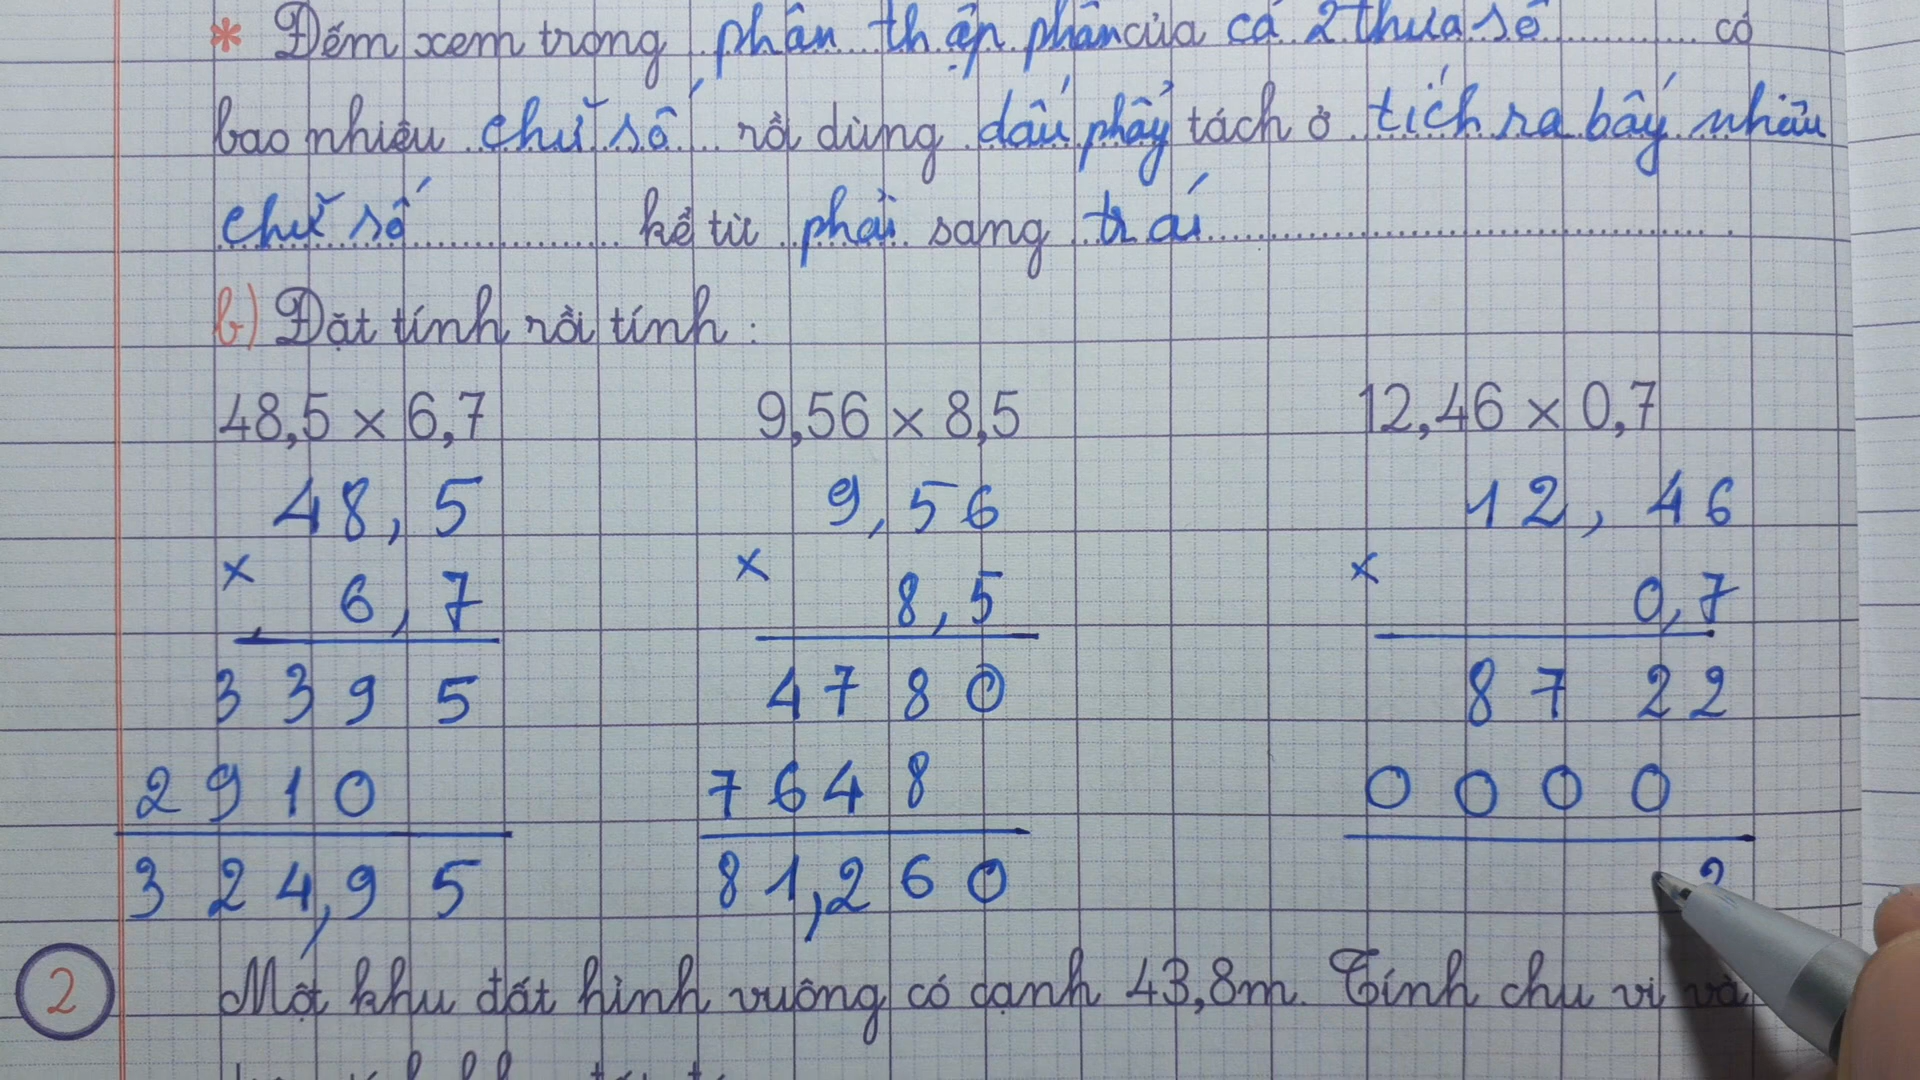 * Đếm xem trong phần thập phân của cả 2 thừa số ........ có
bao nhiêu chữ số ... rồi dùng dấu phẩy tách ở tích ra bấy nhiêu
chữ số ............ kể từ phải sang trái ..............................
b) Đặt tính rồi tính :
48,5 x 6,7 9,56 x 8,5 12,46 x 0,7
48,5 9,56 12,46
x x x
6,7 8,5 0,7
3395 4780 8722
2910 7648 0000
324,95 81,260 2
2 Một khu đất hình vuông có cạnh 43,8m. Tính chu vi và